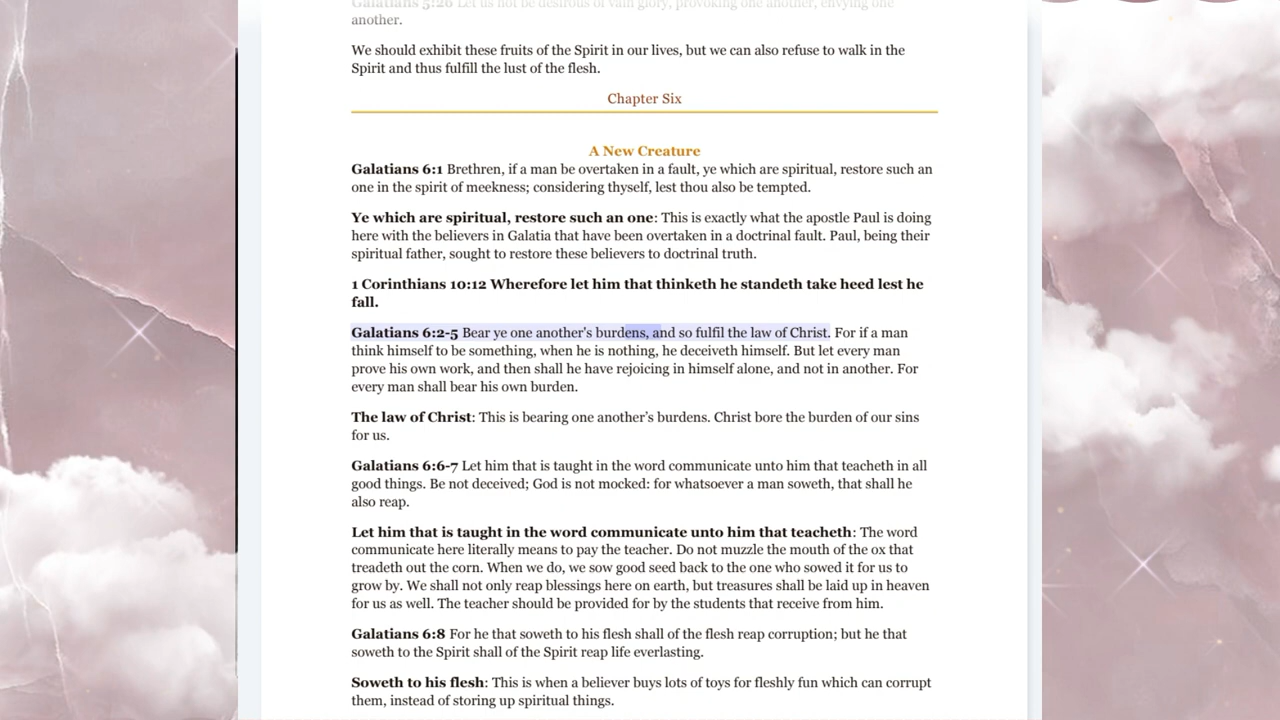 Galatians 5:26 Let us not be desirous of vain glory, provoking one another, envying one
another.
We should exhibit these fruits of the Spirit in our lives, but we can also refuse to walk in the
Spirit and thus fulfill the lust of the flesh.
Chapter Six
A New Creature
Galatians 6:1 Brethren, if a man be overtaken in a fault, ye which are spiritual, restore such an
one in the spirit of meekness; considering thyself, lest thou also be tempted.
Ye which are spiritual, restore such an one: This is exactly what the apostle Paul is doing
here with the believers in Galatia that have been overtaken in a doctrinal fault. Paul, being their
spiritual father, sought to restore these believers to doctrinal truth.
1 Corinthians 10:12 Wherefore let him that thinketh he standeth take heed lest he
fall.
Galatians 6:2-5 Bear ye one another's burdens, and so fulfil the law of Christ. For if a man
think himself to be something, when he is nothing, he deceiveth himself. But let every man
prove his own work, and then shall he have rejoicing in himself alone, and not in another. For
every man shall bear his own burden.
The law of Christ: This is bearing one another's burdens. Christ bore the burden of our sins
for us.
Galatians 6:6-7 Let him that is taught in the word communicate unto him that teacheth in all
good things. Be not deceived; God is not mocked: for whatsoever a man soweth, that shall he
also reap.
Let him that is taught in the word communicate unto him that teacheth: The word
communicate here literally means to pay the teacher. Do not muzzle the mouth of the ox that
treadeth out the corn. When we do, we sow good seed back to the one who sowed it for us to
grow by. We shall not only reap blessings here on earth, but treasures shall be laid up in heaven
for us as well. The teacher should be provided for by the students that receive from him.
Galatians 6:8 For he that soweth to his flesh shall of the flesh reap corruption; but he that
soweth to the Spirit shall of the Spirit reap life everlasting.
Soweth to his flesh: This is when a believer buys lots of toys for fleshly fun which can corrupt
them, instead of storing up spiritual things.